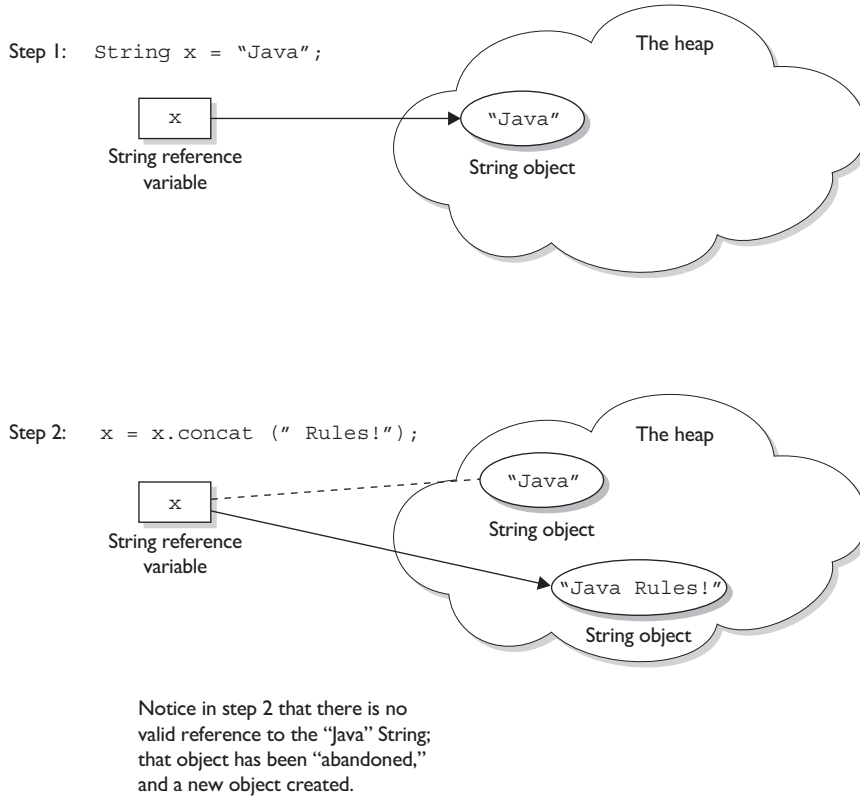 Step 1: String x = “Java”;
The heap
x
“Java”
String reference
variable
String object
Step 2: x = x.concat (” Rules!”);
The heap
“Java”
x
String object
String reference
variable
“Java Rules!”
String object
Notice in step 2 that there is no
valid reference to the “Java” String;
that object has been “abandoned,”
and a new object created.